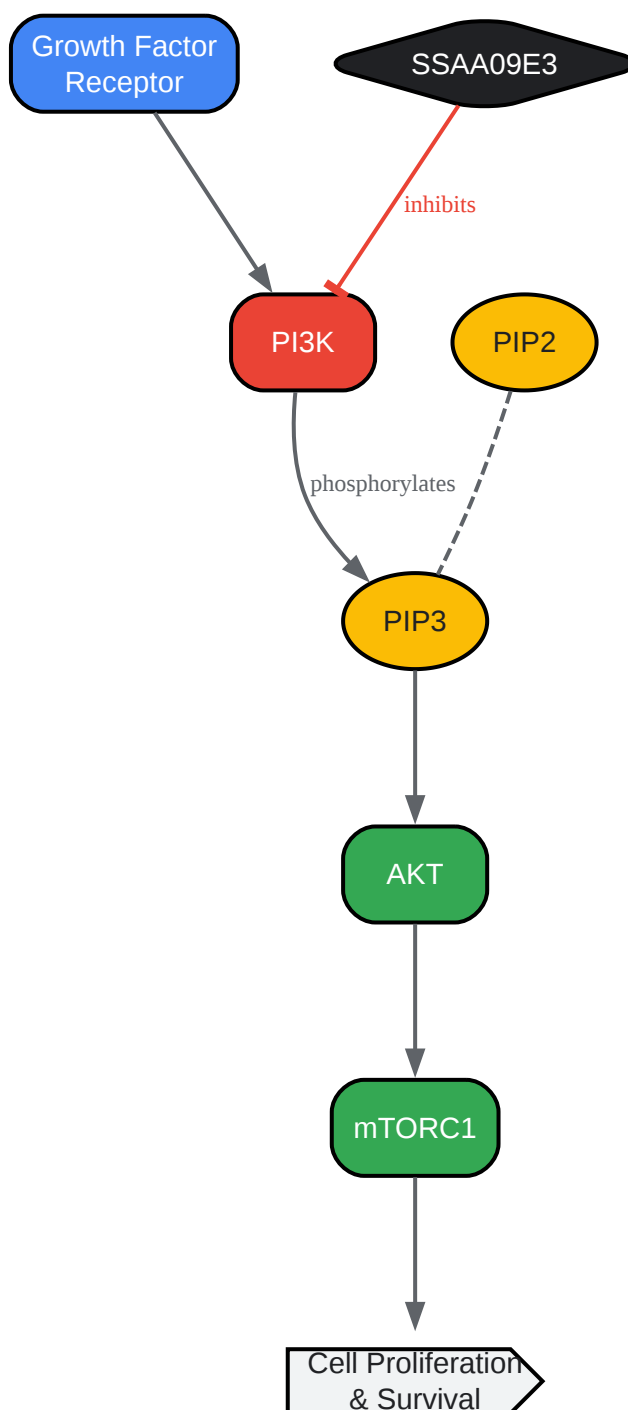 Growth Factor
Receptor
SSAA09E3
inhibits
PI3K
PIP2
phosphorylates
PIP3
AKT
mTORC1
Cell Proliferation
& Survival